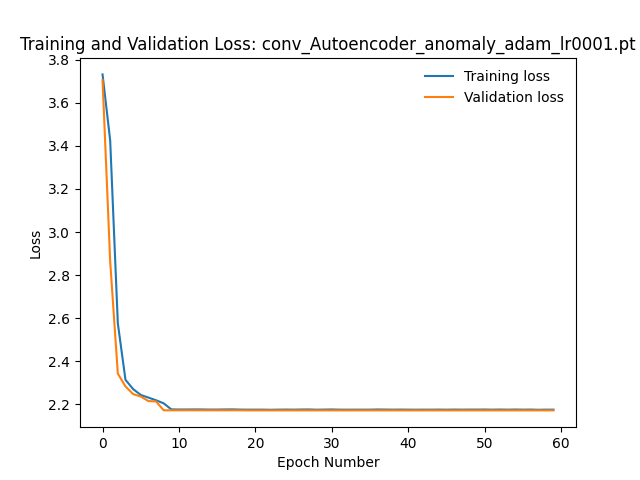 Training and Validation Loss: conv_Autoencoder_anomaly_adam_lr0001.pt
3.8
3.6
3.4
3.2
3.0
2.8
2.6
2.4
2.2
Loss
Training loss
Validation loss
0 10 20 30 40 50 60
Epoch Number